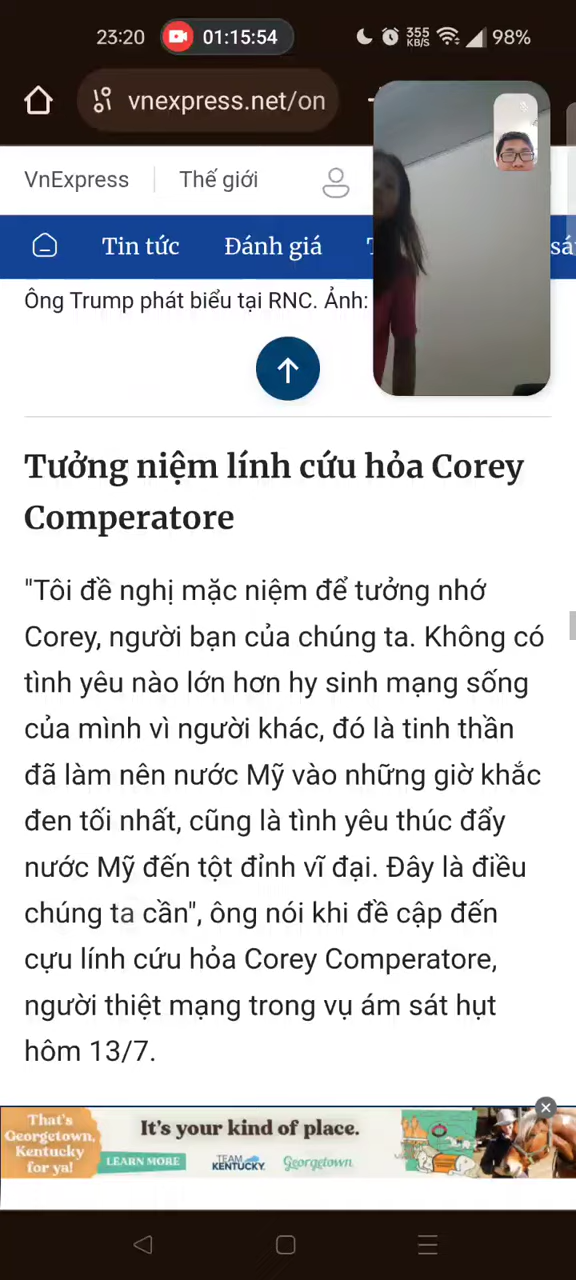 23:20
01:15:54
355
KB/S
98%
vnexpress.net/on
VnExpress
Thế giới
Tin tức
Đánh giá
sá
Ông Trump phát biểu tại RNC. Ảnh:
Tưởng niệm lính cứu hỏa Corey
Comperatore
"Tôi đề nghị mặc niệm để tưởng nhớ
Corey, người bạn của chúng ta. Không có
tình yêu nào lớn hơn hy sinh mạng sống
của mình vì người khác, đó là tinh thần
đã làm nên nước Mỹ vào những giờ khắc
đen tối nhất, cũng là tình yêu thúc đẩy
nước Mỹ đến tột đỉnh vĩ đại. Đây là điều
chúng ta cần", ông nói khi đề cập đến
cựu lính cứu hỏa Corey Comperatore,
người thiệt mạng trong vụ ám sát hụt
hôm 13/7.
That's
Georgetown,
Kentucky
for ya!
It's your kind of place.
LEARN MORE
TEAM
KENTUCKY
Georgetown